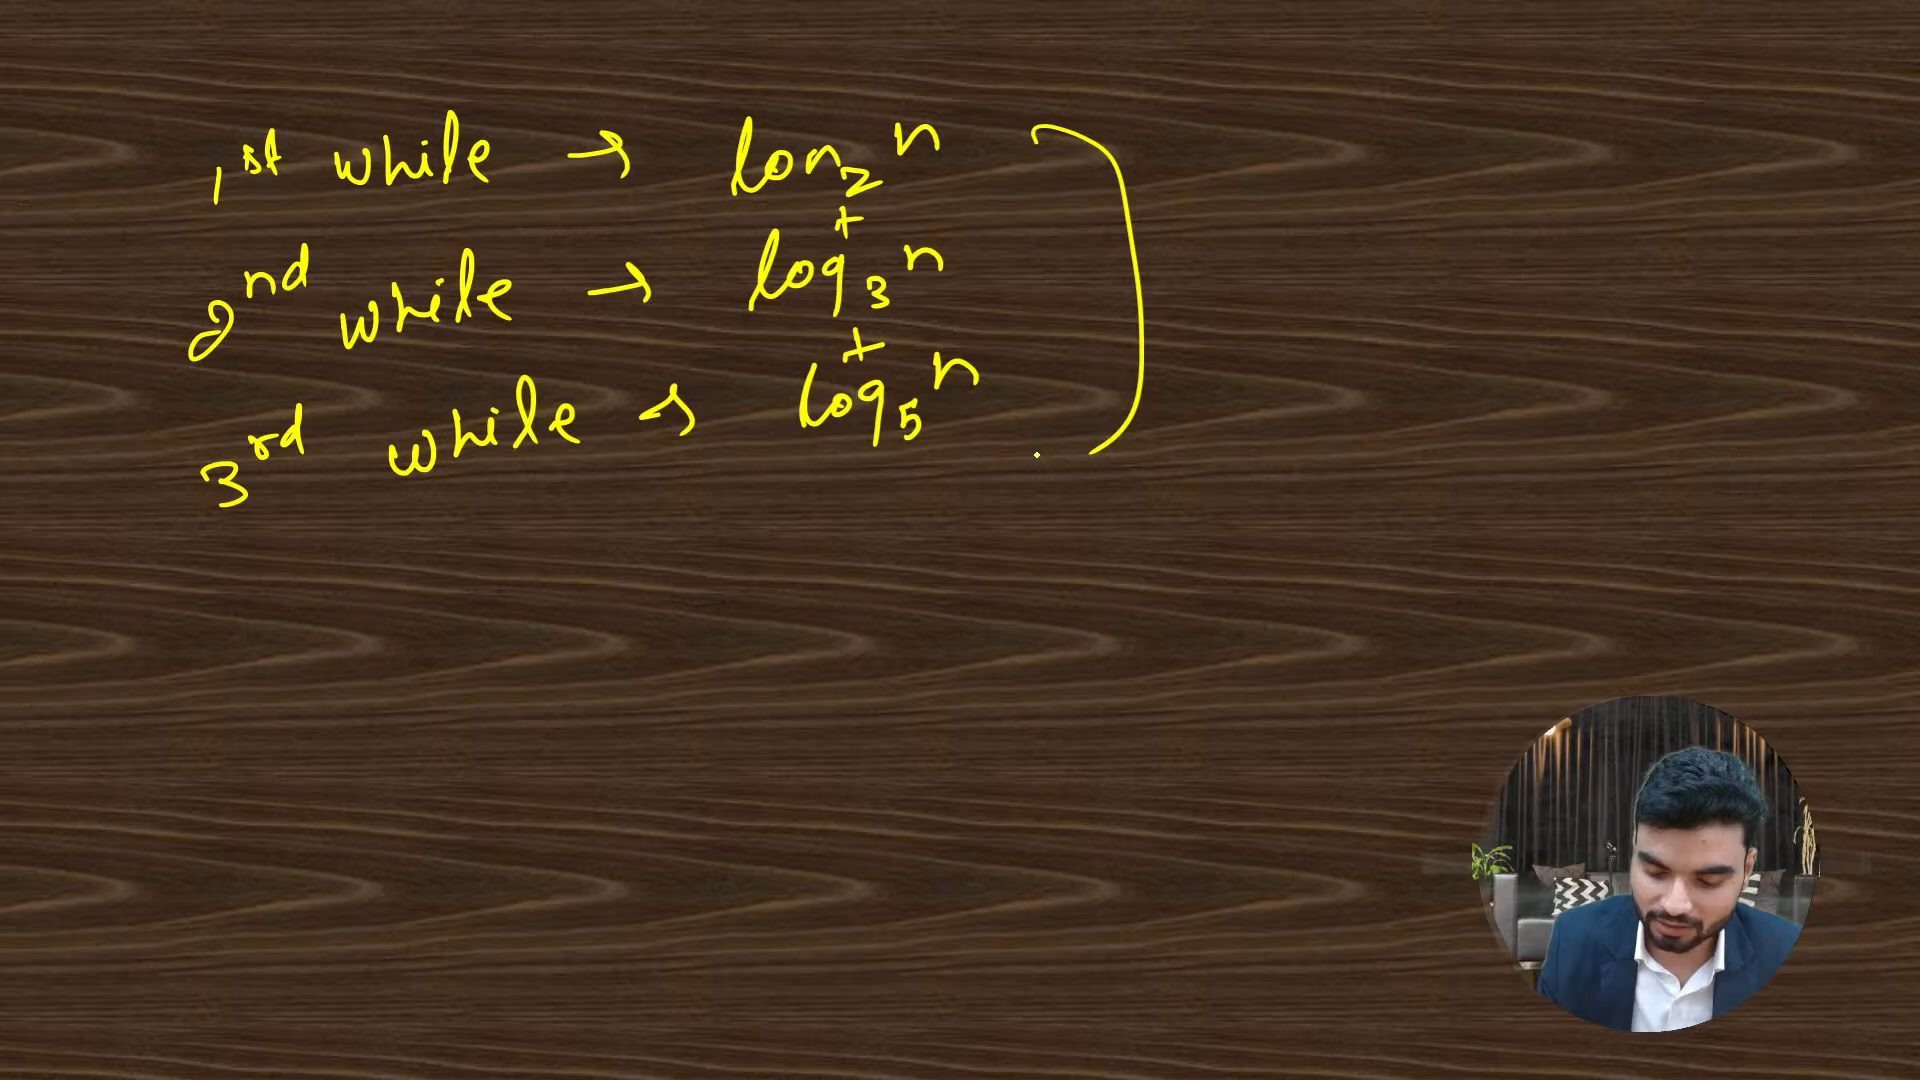 1st while → lon₂ n
+
2nd while → log₃ n
+
3rd while → log₅ n